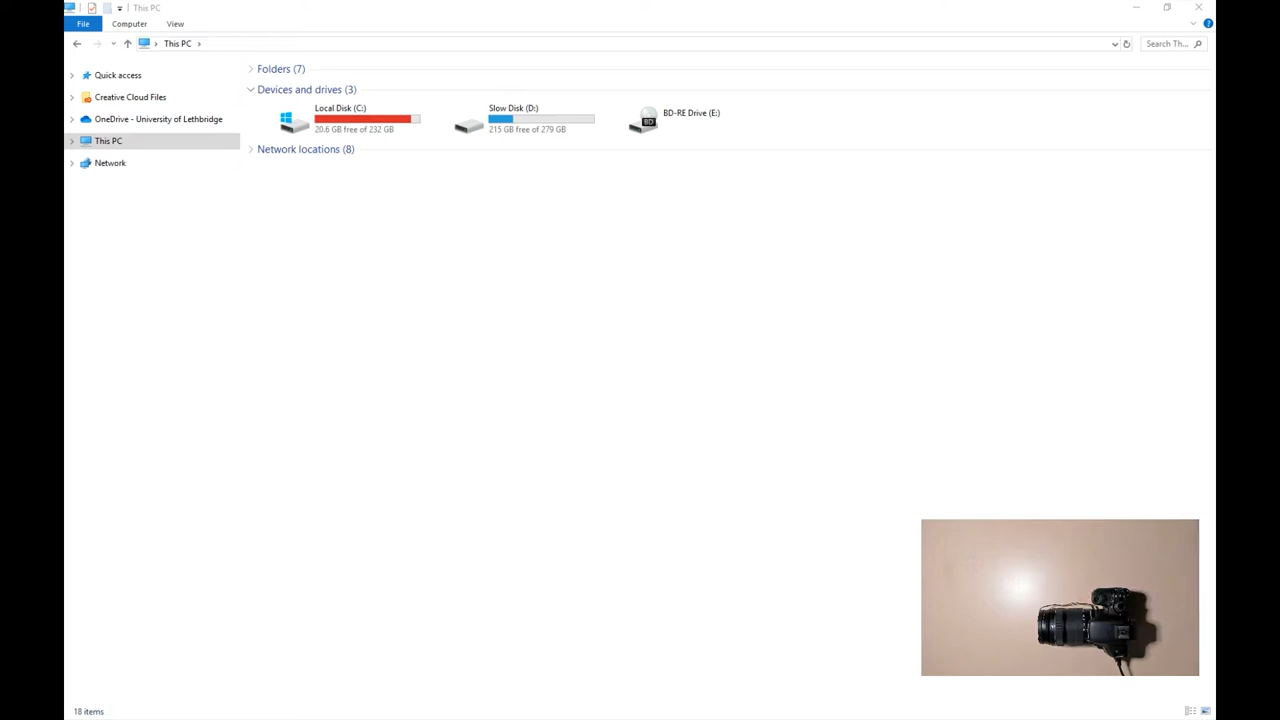 This PC
File Computer View
This PC
Search Th...
Quick access
Creative Cloud Files
OneDrive - University of Lethbridge
This PC
Network
Folders (7)
Devices and drives (3)
Local Disk (C:)
20.6 GB free of 232 GB
Slow Disk (D:)
215 GB free of 279 GB
BD-RE Drive (E:)
BD
Network locations (8)
18 items